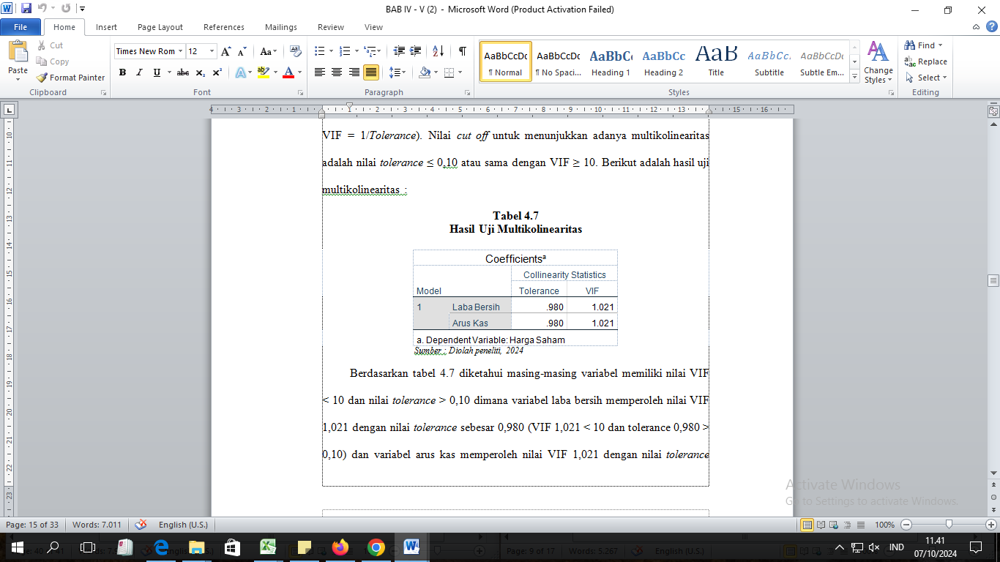 BAB IV - V (2) - Microsoft Word (Product Activation Failed)
File Home Insert Page Layout References Mailings Review View
Paste
Cut
Copy
Format Painter
Clipboard
Times New Rom 12
Font
Paragraph
AaBbCcDc AaBbCcDc AaBbC AaBbCc AaB AaBbCc. AaBbCcDc
¶ Normal ¶ No Spaci... Heading 1 Heading 2 Title Subtitle Subtle Em...
Change Styles
Styles
Find
Replace
Select
Editing
VIF = 1/Tolerance). Nilai cut off untuk menunjukkan adanya multikolinearitas
adalah nilai tolerance ≤ 0,10 atau sama dengan VIF ≥ 10. Berikut adalah hasil uji
multikolinearitas :
Tabel 4.7
Hasil Uji Multikolinearitas
Coefficientsᵃ
Collinearity Statistics
Model Tolerance VIF
1 Laba Bersih .980 1.021
Arus Kas .980 1.021
a. Dependent Variable: Harga Saham
Sumber : Diolah peneliti, 2024
Berdasarkan tabel 4.7 diketahui masing-masing variabel memiliki nilai VIF
< 10 dan nilai tolerance > 0,10 dimana variabel laba bersih memperoleh nilai VIF
1,021 dengan nilai tolerance sebesar 0,980 (VIF 1,021 < 10 dan tolerance 0,980 >
0,10) dan variabel arus kas memperoleh nilai VIF 1,021 dengan nilai tolerance
Activate Windows
Go to Settings to activate Windows.
Page: 15 of 33 Words: 7.011 English (U.S.) 100%
Page: 9 of 17 Words: 5.267 English (U.S.)
IND
11.41
07/10/2024